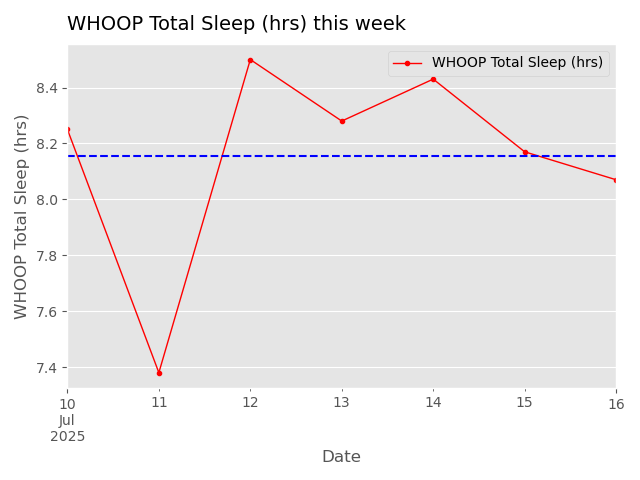 WHOOP Total Sleep (hrs) this week
WHOOP Total Sleep (hrs)
WHOOP Total Sleep (hrs)
8.4
8.2
8.0
7.8
7.6
7.4
10 11 12 13 14 15 16
Jul
2025
Date